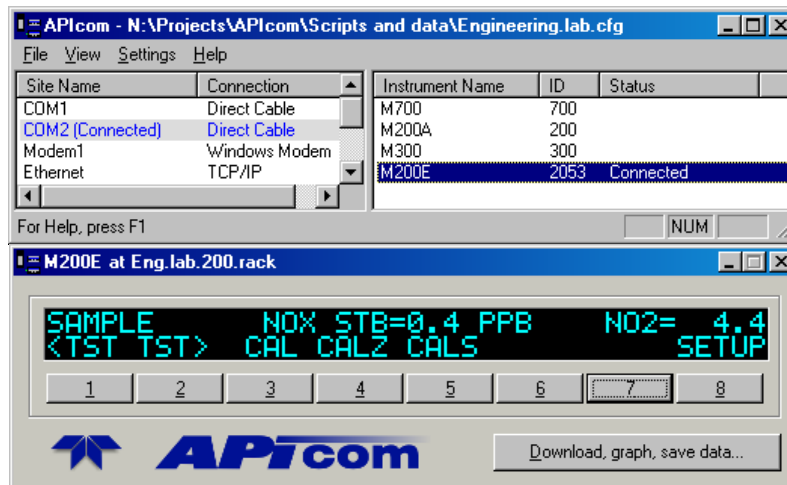 APIcom - N:\Projects\APIcom\Scripts and data\Engineering.lab.cfg
File View Settings Help
Site Name Connection Instrument Name ID Status
COM1 Direct Cable M700 700
COM2 (Connected) Direct Cable M200A 200
Modem1 Windows Modem M300 300
Ethernet TCP/IP M200E 2053 Connected
For Help, press F1 NUM
M200E at Eng.lab.200.rack
SAMPLE NOX STB=0.4 PPB NO2= 4.4
<TST TST> CAL CALZ CALS SETUP
1 2 3 4 5 6 7 8
APIcom Download, graph, save data...